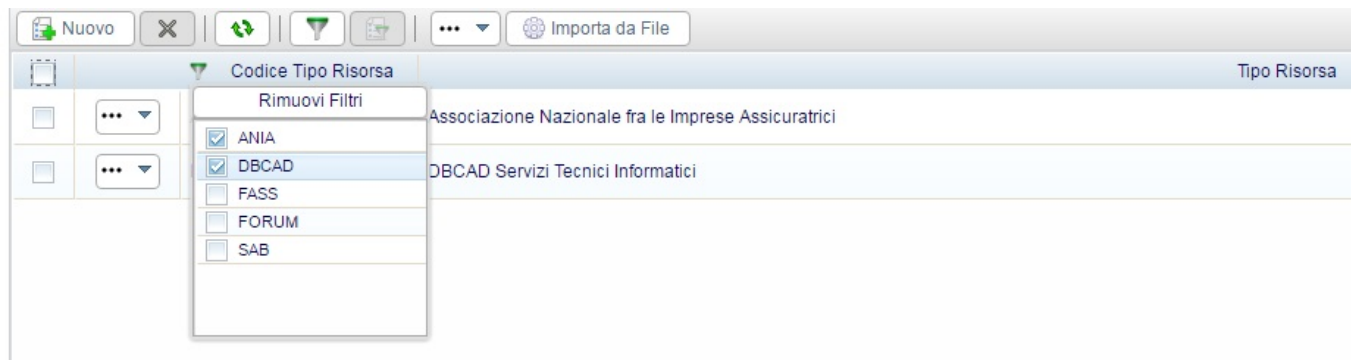 Nuovo
Importa da File
Codice Tipo Risorsa
Tipo Risorsa
Rimuovi Filtri
Associazione Nazionale fra le Imprese Assicuratrici
ANIA
DBCAD
DBCAD Servizi Tecnici Informatici
FASS
FORUM
SAB